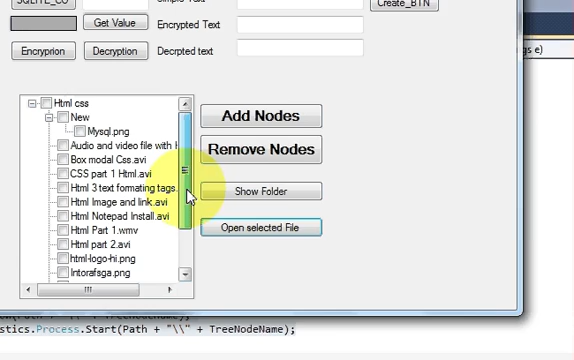 SQLITE_CO
Simple Text
Create_BTN
Get Value
Encrypted Text
Encryprion
Decryption
Decrpted text
gs e)
Html css
New
Mysql.png
Audio and video file with H
Box modal Css.avi
CSS part 1 Html.avi
Html 3 text formating tags.
Html Image and link.avi
Html Notepad Install.avi
Html Part 1.wmv
Html part 2.avi
html-logo-hi.png
Intorafsga.png
Add Nodes
Remove Nodes
Show Folder
Open selected File
stics.Process.Start(Path + "\\" + TreeNodeName);